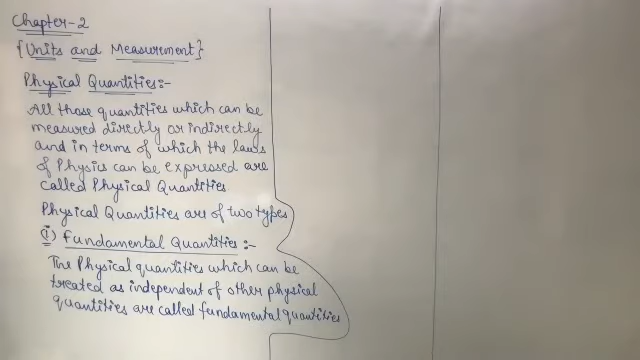 Chapter-2
{Units and Measurement}
Physical Quantities:-
All those quantities which can be
measured directly or indirectly
and in terms of which the laws
of Physics can be expressed are
called Physical Quantities
Physical Quantities are of two types
(i) Fundamental Quantities:-
The Physical quantities which can be
treated as independent of other physical
quantities are called fundamental quantities